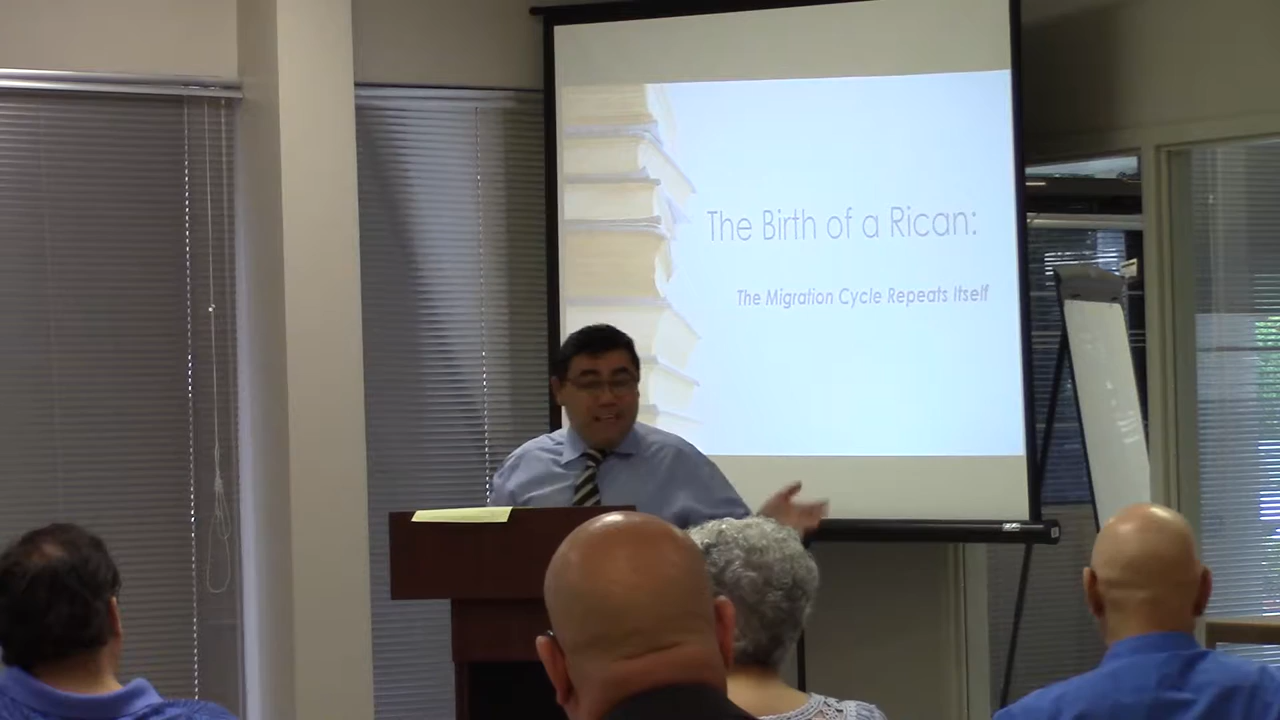 The Birth of a Rican:
The Migration Cycle Repeats Itself